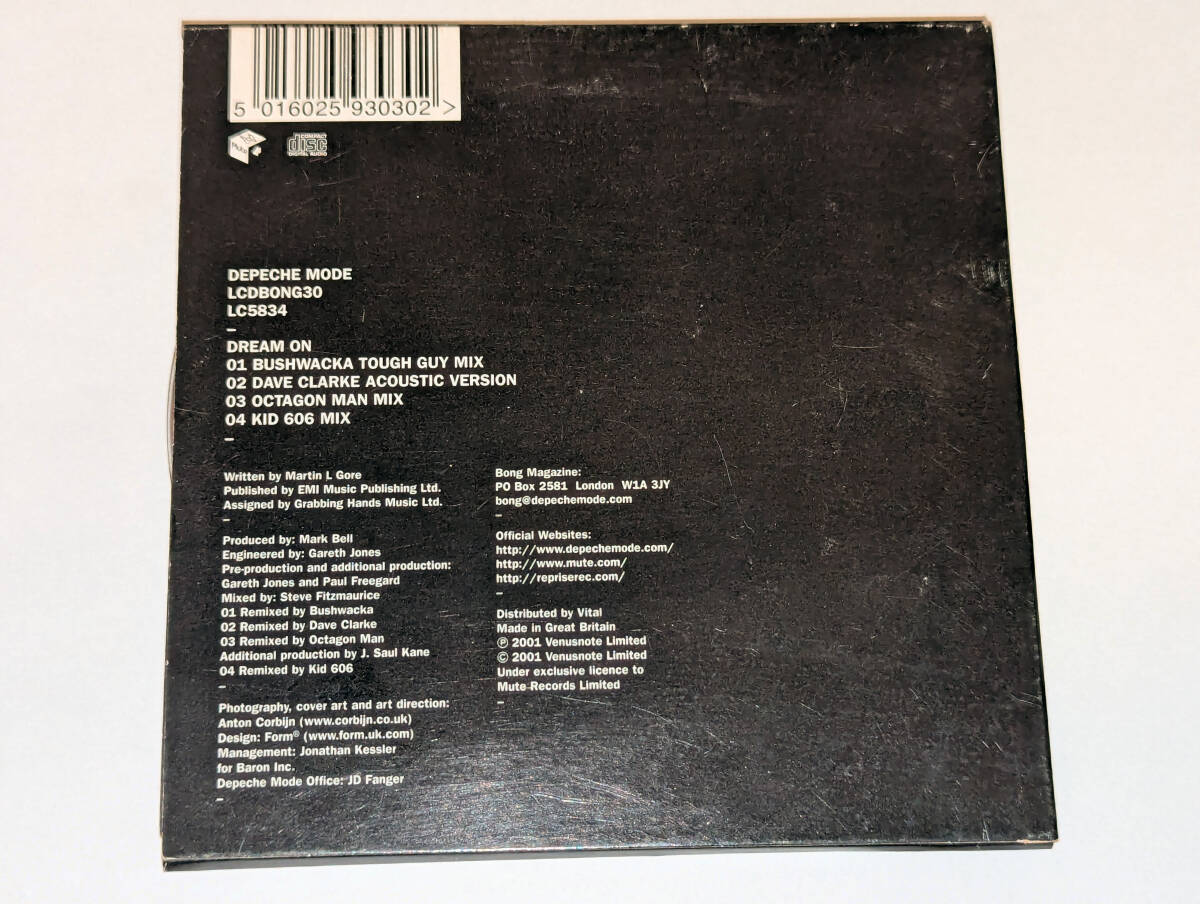 5 016025 930302 >
COMPACT
disc
DIGITAL AUDIO
DEPECHE MODE
LCDBONG30
LC5834
–
DREAM ON
01 BUSHWACKA TOUGH GUY MIX
02 DAVE CLARKE ACOUSTIC VERSION
03 OCTAGON MAN MIX
04 KID 606 MIX
–
Written by Martin L Gore
Published by EMI Music Publishing Ltd.
Assigned by Grabbing Hands Music Ltd.
–
Produced by: Mark Bell
Engineered by: Gareth Jones
Pre-production and additional production:
Gareth Jones and Paul Freegard
Mixed by: Steve Fitzmaurice
01 Remixed by Bushwacka
02 Remixed by Dave Clarke
03 Remixed by Octagon Man
Additional production by J. Saul Kane
04 Remixed by Kid 606
–
Photography, cover art and art direction:
Anton Corbijn (www.corbijn.co.uk)
Design: Form® (www.form.uk.com)
Management: Jonathan Kessler
for Baron Inc.
Depeche Mode Office: JD Fanger
–
Bong Magazine:
PO Box 2581 London W1A 3JY
bong@depechemode.com
–
Official Websites:
http://www.depechemode.com/
http://www.mute.com/
http://repriserec.com/
–
Distributed by Vital
Made in Great Britain
℗ 2001 Venusnote Limited
© 2001 Venusnote Limited
Under exclusive licence to
Mute Records Limited
–